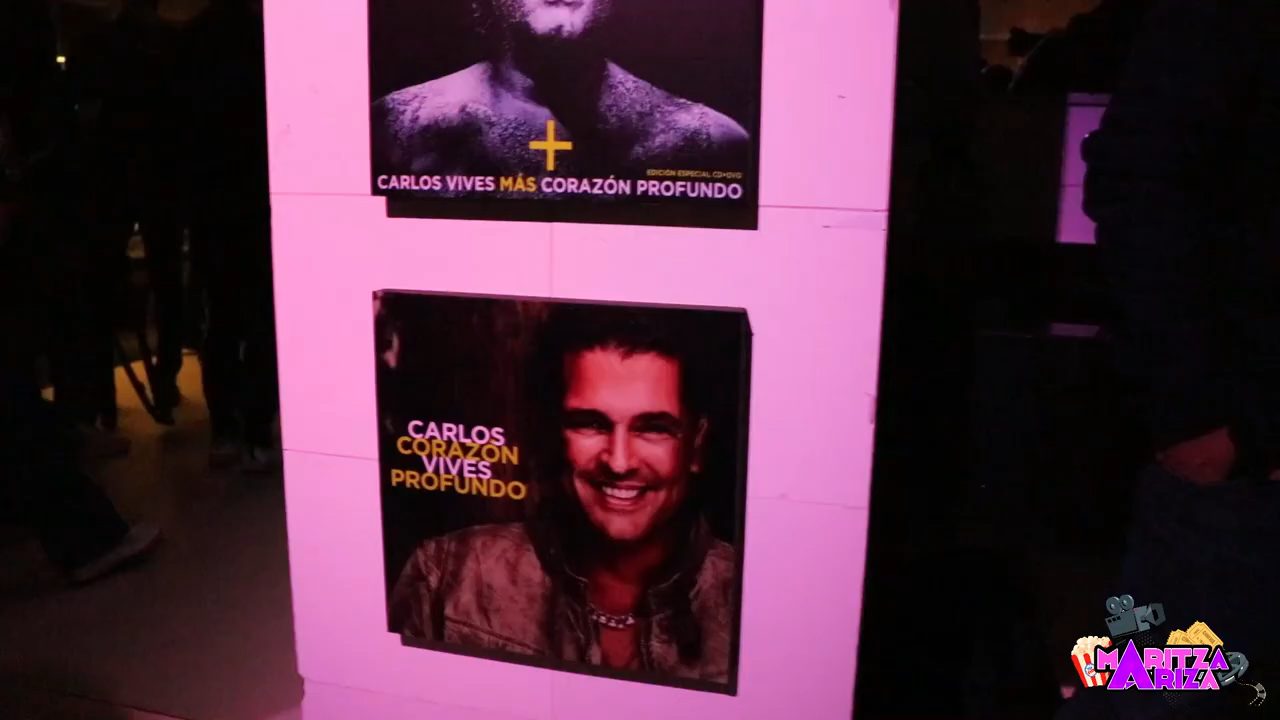 EDICIÓN ESPECIAL CD+DVD
CARLOS VIVES MÁS CORAZÓN PROFUNDO
CARLOS
CORAZÓN
VIVES
PROFUNDO
MARITZA
ARIZA